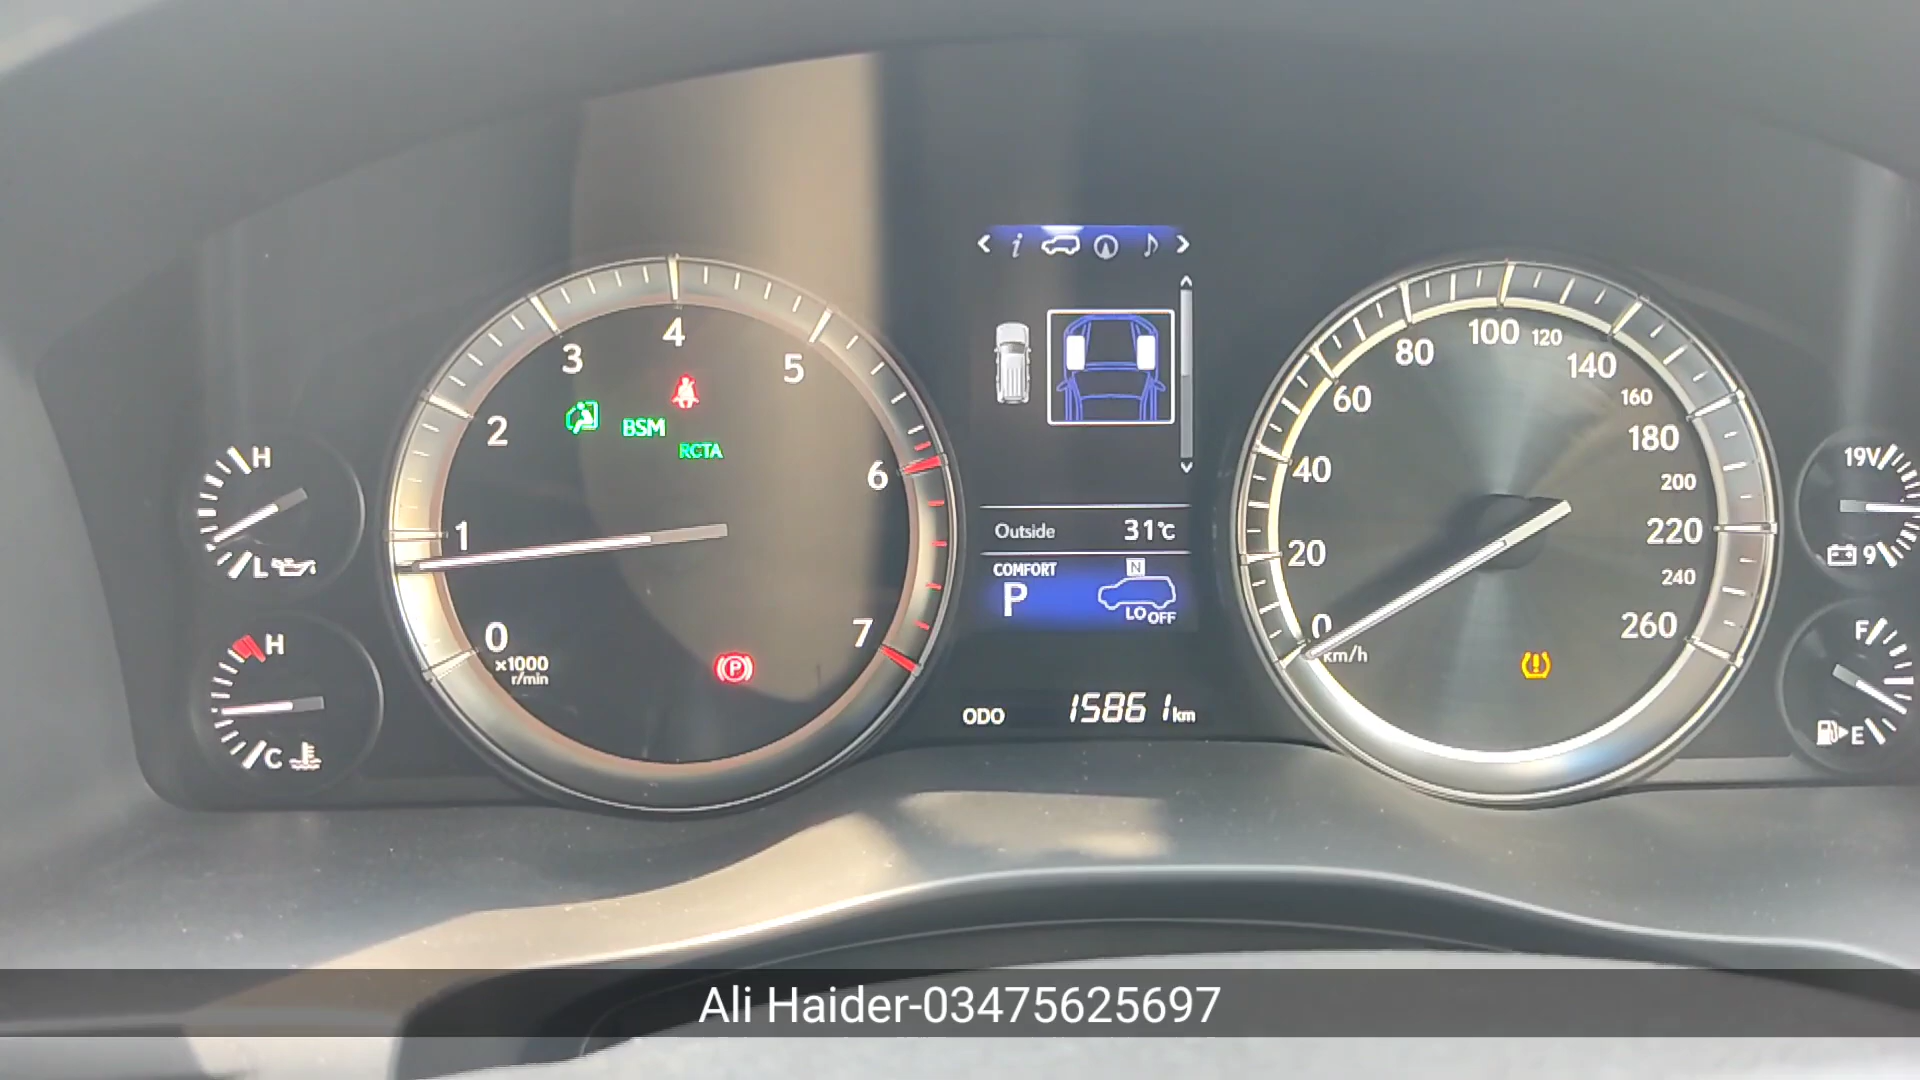 H
L
H
C
0
1
2
3
4
5
6
7
x1000
r/min
BSM
RCTA
P
i
Outside 31℃
COMFORT
P
N
LO OFF
ODO 15861 km
0
20
40
60
80
100
120
140
160
180
200
220
240
260
km/h
19V
9
F
E
Ali Haider-03475625697